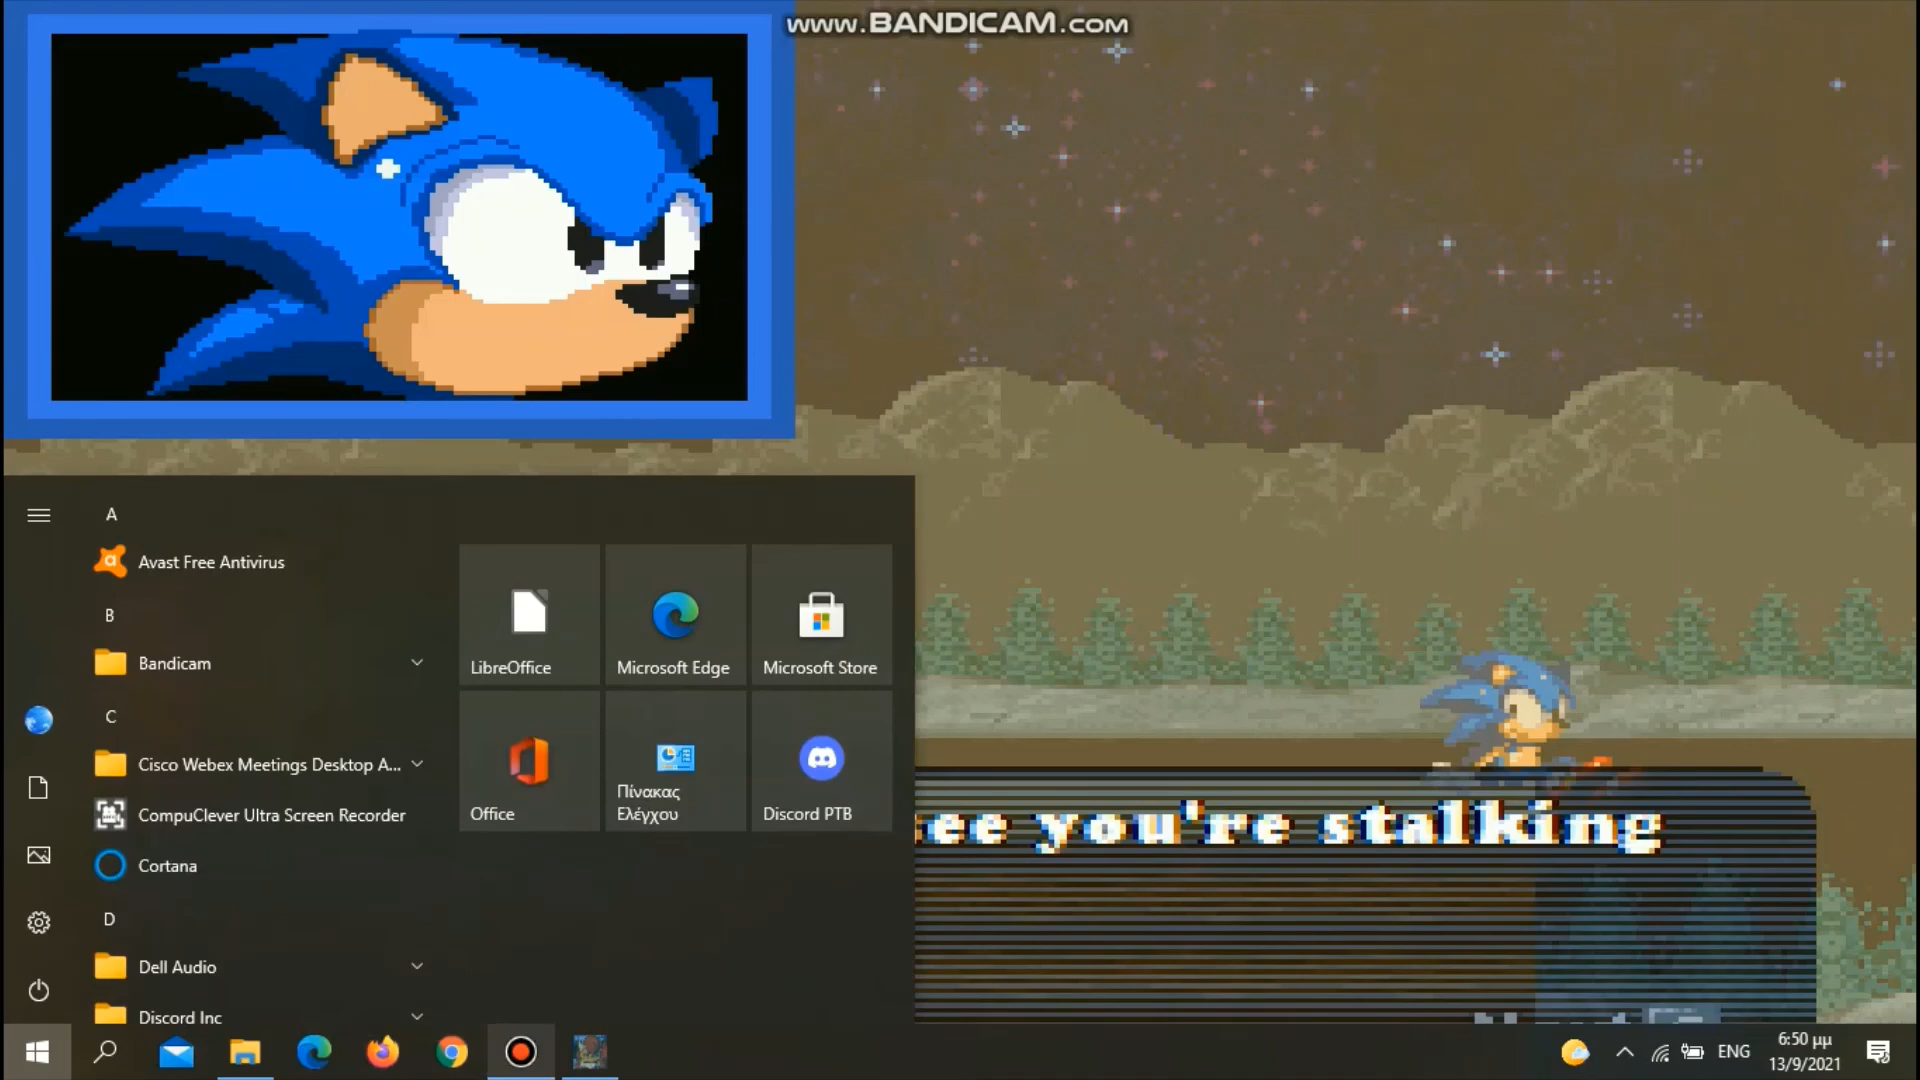 www.BANDICAM.com
A
Avast Free Antivirus
B
Bandicam
C
Cisco Webex Meetings Desktop A...
CompuClever Ultra Screen Recorder
Cortana
D
Dell Audio
Discord Inc
LibreOffice
Microsoft Edge
Microsoft Store
Office
Πίνακας
Ελέγχου
Discord PTB
you're stalking
ENG
6:50 μμ
13/9/2021